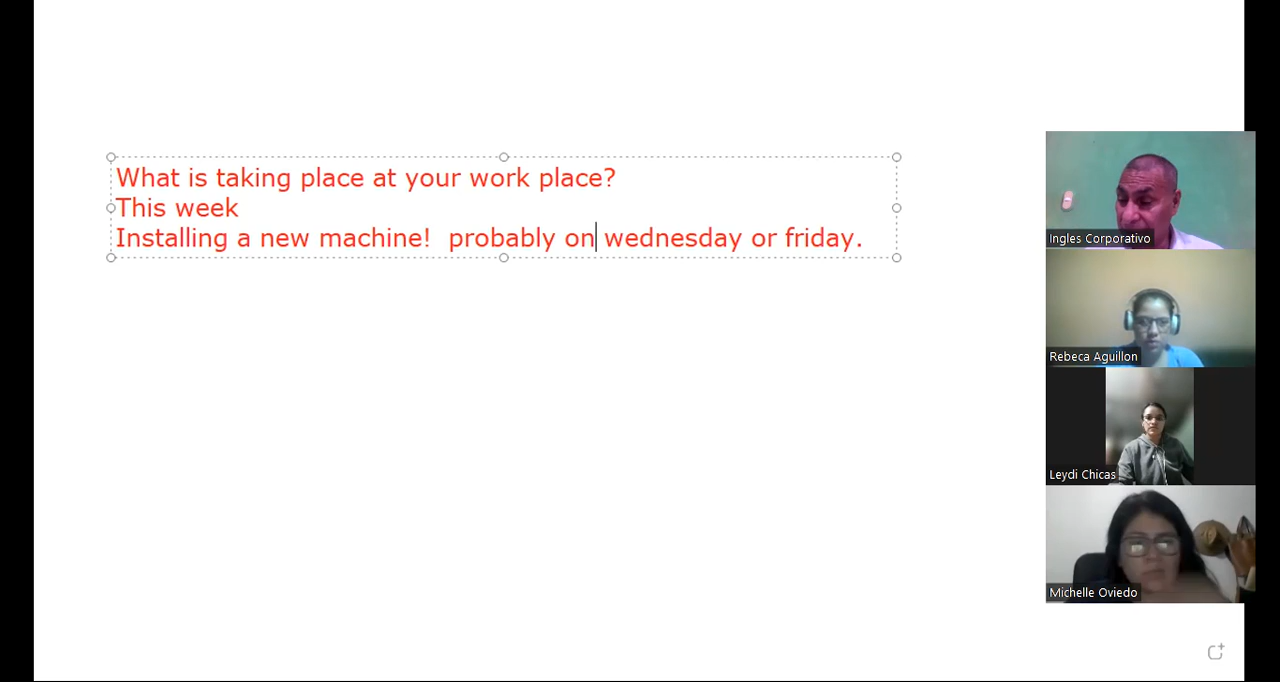 What is taking place at your work place?
This week
Installing a new machine!  probably on wednesday or friday.
Ingles Corporativo
Rebeca Aguillon
Leydi Chicas
Michelle Oviedo